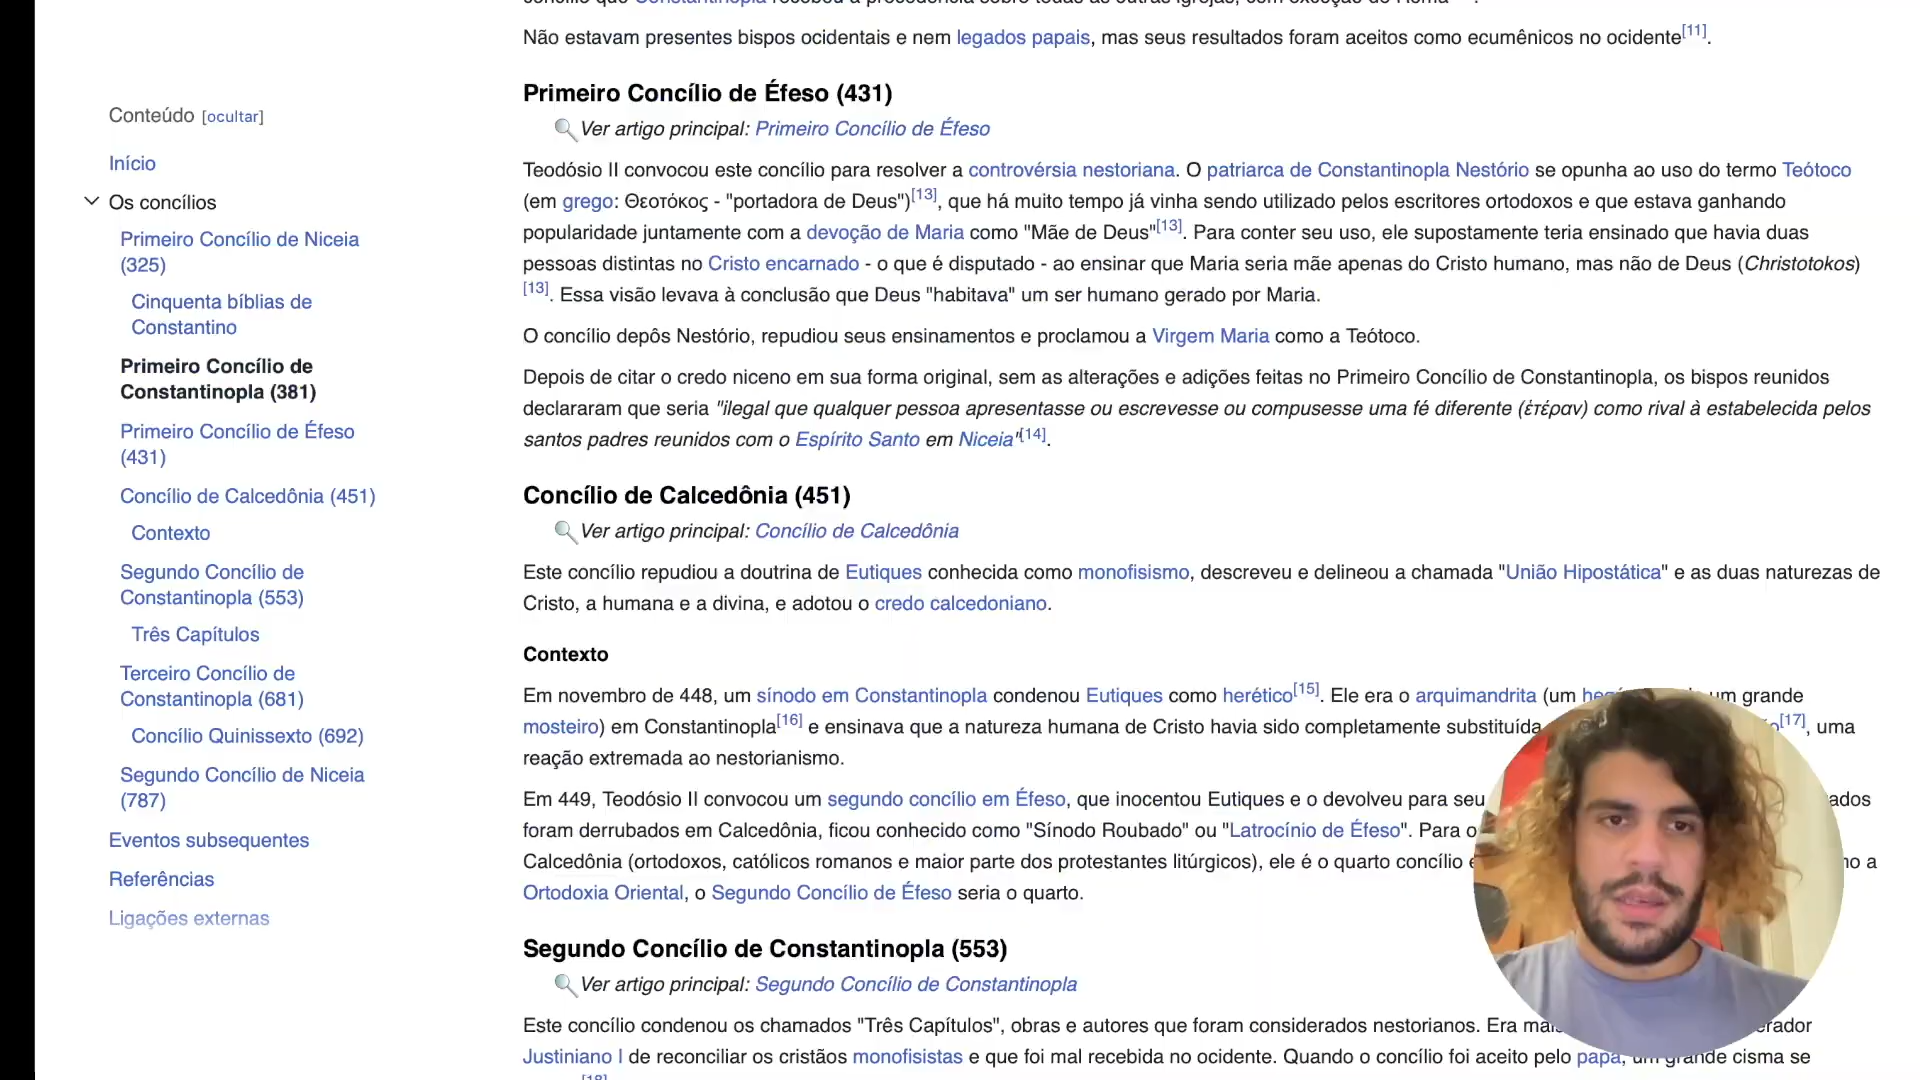 Não estavam presentes bispos ocidentais e nem legados papais, mas seus resultados foram aceitos como ecumênicos no ocidente[11].
Primeiro Concílio de Éfeso (431)
Ver artigo principal: Primeiro Concílio de Éfeso
Teodósio II convocou este concílio para resolver a controvérsia nestoriana. O patriarca de Constantinopla Nestório se opunha ao uso do termo Teótoco
(em grego: Θεοτόκος - "portadora de Deus")[13], que há muito tempo já vinha sendo utilizado pelos escritores ortodoxos e que estava ganhando
popularidade juntamente com a devoção de Maria como "Mãe de Deus"[13]. Para conter seu uso, ele supostamente teria ensinado que havia duas
pessoas distintas no Cristo encarnado - o que é disputado - ao ensinar que Maria seria mãe apenas do Cristo humano, mas não de Deus (Christotokos)
[13]. Essa visão levava à conclusão que Deus "habitava" um ser humano gerado por Maria.
O concílio depôs Nestório, repudiou seus ensinamentos e proclamou a Virgem Maria como a Teótoco.
Depois de citar o credo niceno em sua forma original, sem as alterações e adições feitas no Primeiro Concílio de Constantinopla, os bispos reunidos
declararam que seria "ilegal que qualquer pessoa apresentasse ou escrevesse ou compusesse uma fé diferente (ἑτέραν) como rival à estabelecida pelos
santos padres reunidos com o Espírito Santo em Niceia"[14].
Concílio de Calcedônia (451)
Ver artigo principal: Concílio de Calcedônia
Este concílio repudiou a doutrina de Eutiques conhecida como monofisismo, descreveu e delineou a chamada "União Hipostática" e as duas naturezas de
Cristo, a humana e a divina, e adotou o credo calcedoniano.
Contexto
Em novembro de 448, um sínodo em Constantinopla condenou Eutiques como herético[15]. Ele era o arquimandrita (um um grande
mosteiro) em Constantinopla[16] e ensinava que a natureza humana de Cristo havia sido completamente substituída [17], uma
reação extremada ao nestorianismo.
Em 449, Teodósio II convocou um segundo concílio em Éfeso, que inocentou Eutiques e o devolveu para seu
foram derrubados em Calcedônia, ficou conhecido como "Sínodo Roubado" ou "Latrocínio de Éfeso". Para
Calcedônia (ortodoxos, católicos romanos e maior parte dos protestantes litúrgicos), ele é o quarto concílio a
Ortodoxia Oriental, o Segundo Concílio de Éfeso seria o quarto.
Segundo Concílio de Constantinopla (553)
Ver artigo principal: Segundo Concílio de Constantinopla
Este concílio condenou os chamados "Três Capítulos", obras e autores que foram considerados nestorianos. Era
Justiniano I de reconciliar os cristãos monofisistas e que foi mal recebida no ocidente. Quando o concílio foi aceito pelo papa, um grande cisma se
Conteúdo [ocultar]
Início
Os concílios
Primeiro Concílio de Niceia
(325)
Cinquenta bíblias de
Constantino
Primeiro Concílio de
Constantinopla (381)
Primeiro Concílio de Éfeso
(431)
Concílio de Calcedônia (451)
Contexto
Segundo Concílio de
Constantinopla (553)
Três Capítulos
Terceiro Concílio de
Constantinopla (681)
Concílio Quinissexto (692)
Segundo Concílio de Niceia
(787)
Eventos subsequentes
Referências
Ligações externas